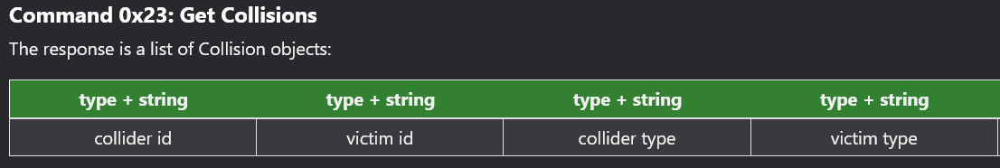 Command 0x23: Get Collisions
The response is a list of Collision objects:
type + string type + string type + string type + string
collider id victim id collider type victim type